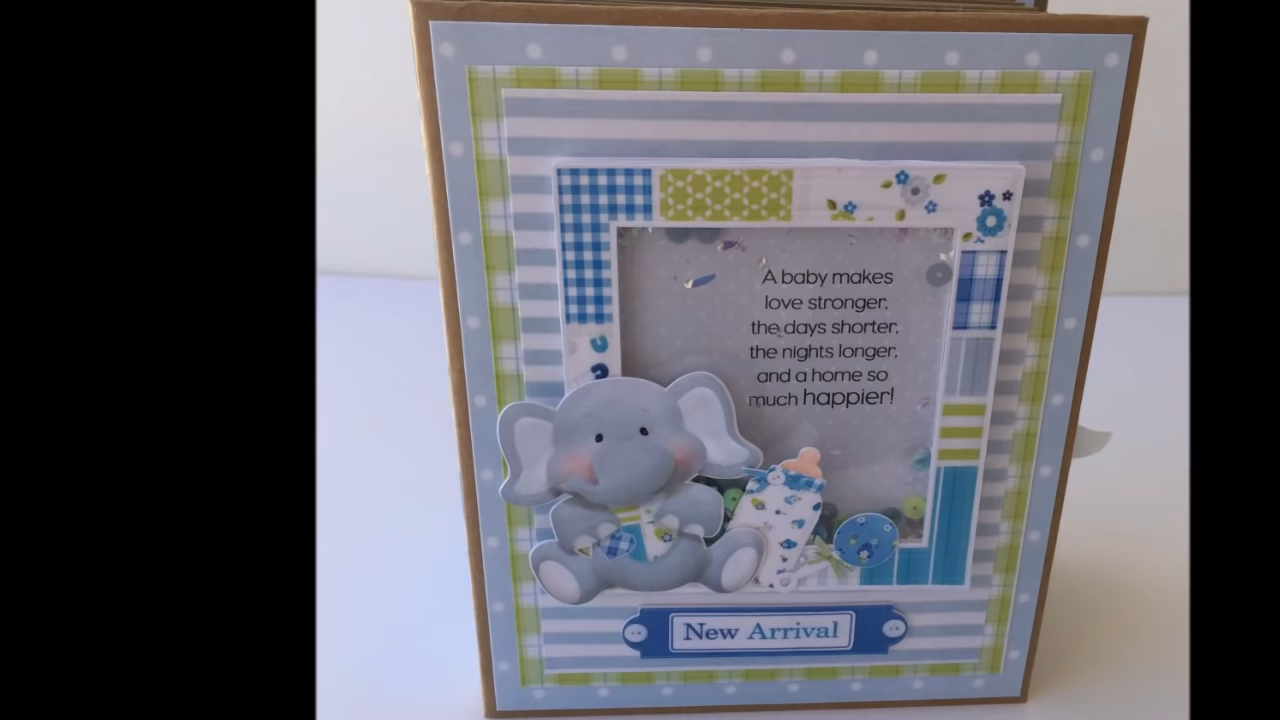 A baby makes
love stronger,
the days shorter,
the nights longer,
and a home so
much happier!
New Arrival